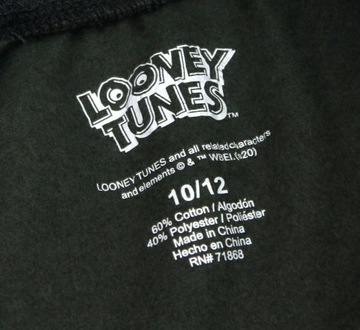 LOONEY
TUNES™
LOONEY TUNES and all related characters
and elements © & ™ WBEI. (s20)
10/12
60% Cotton / Algodón
40% Polyester / Poliéster
Made in China
Hecho en China
RN# 71868